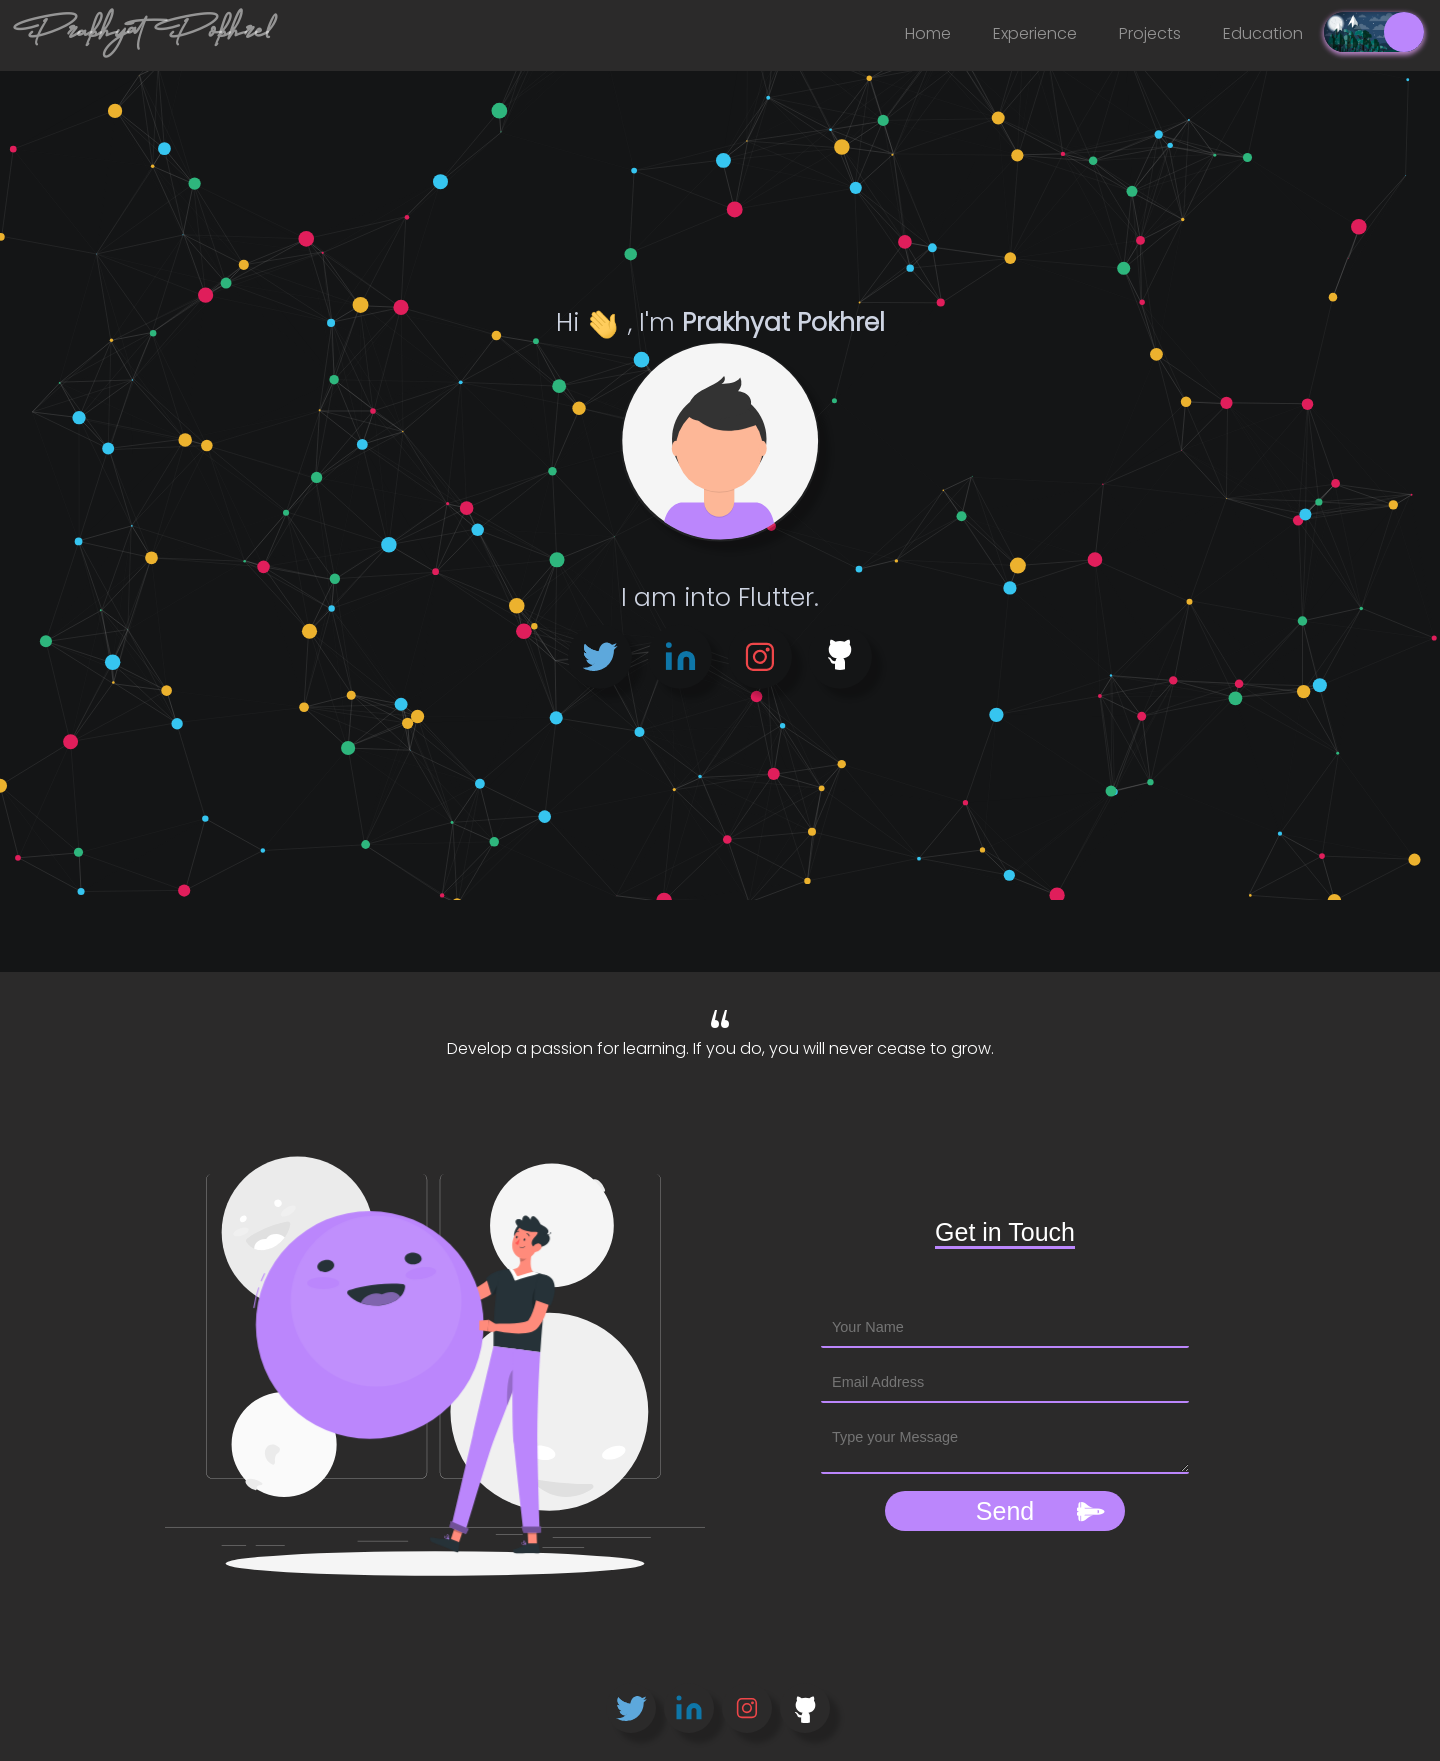 Prakhyat Pokhrel
Home Experience Projects Education
Hi 👋 , I'm Prakhyat Pokhrel
I am into Flutter.
“
Develop a passion for learning. If you do, you will never cease to grow.
Get in Touch
Your Name
Email Address
Type your Message
Send